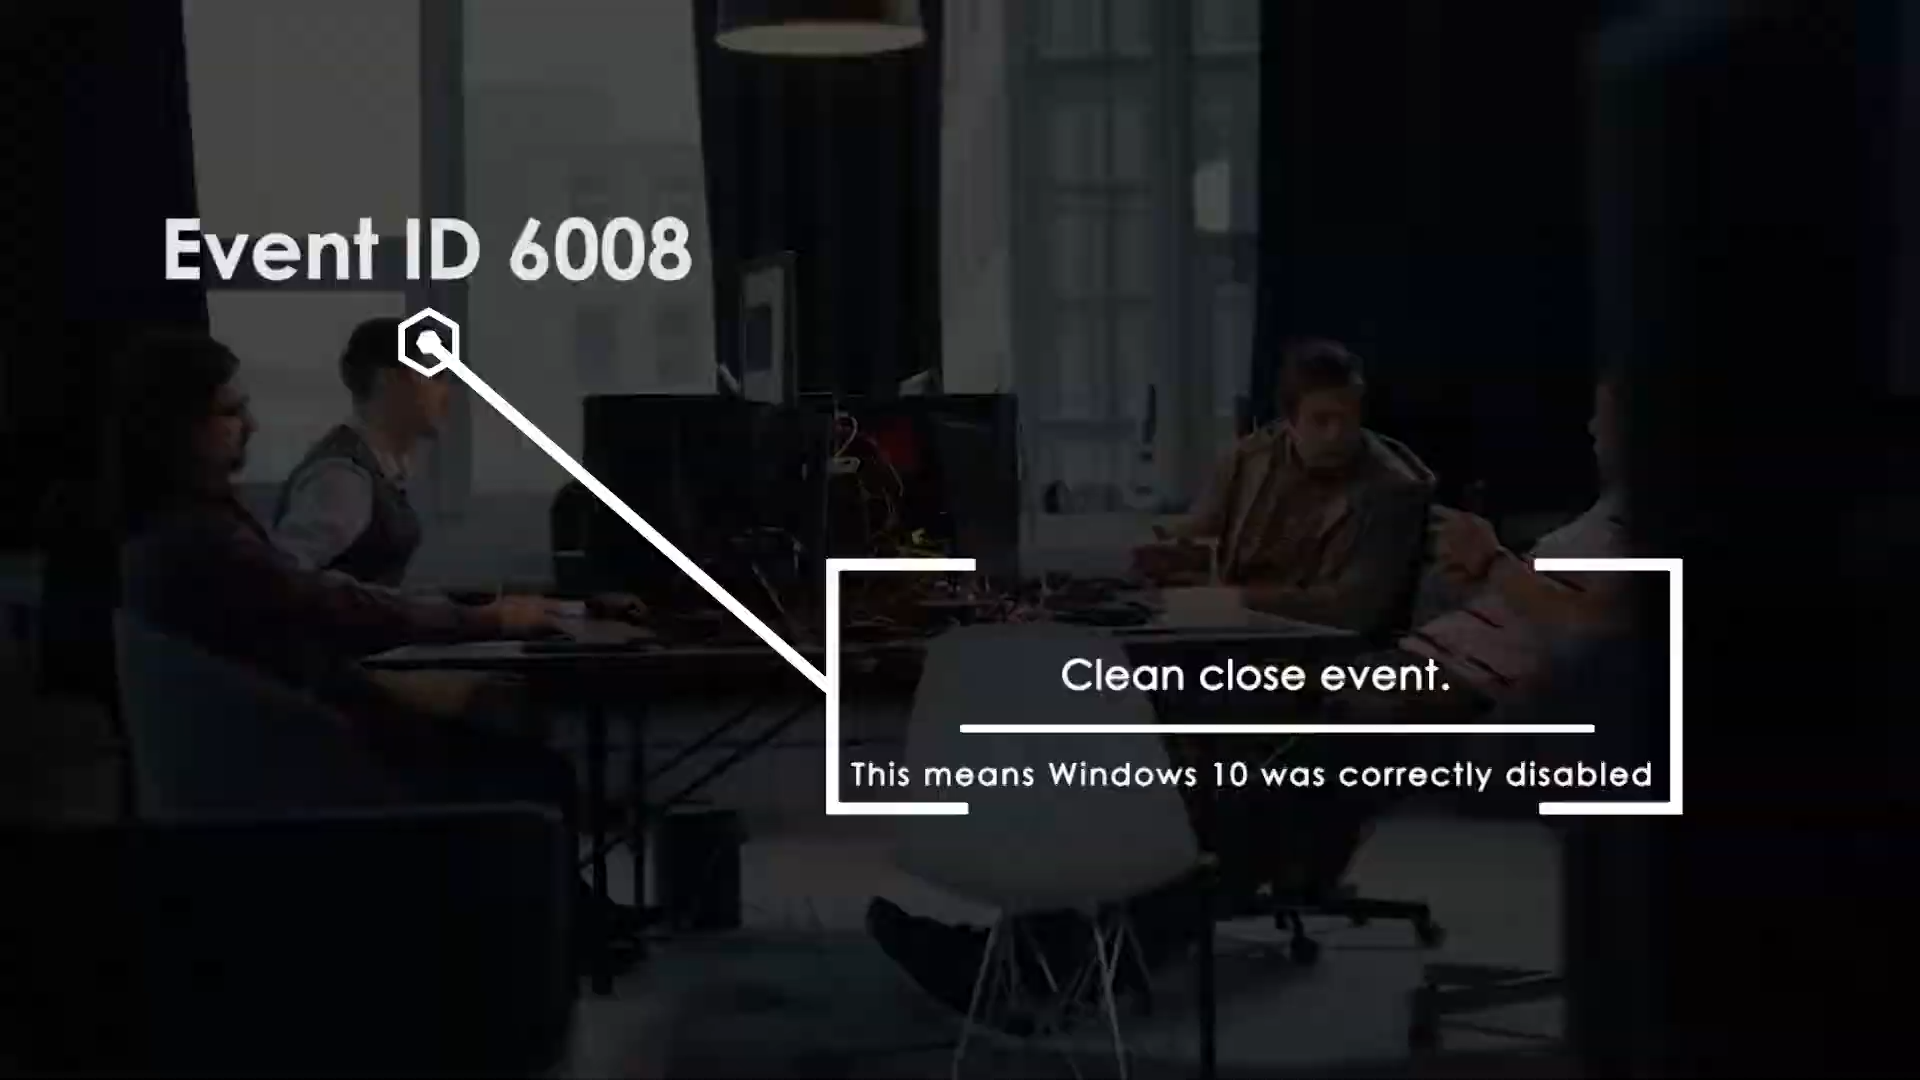 Event ID 6008
Clean close event.
This means Windows 10 was correctly disabled